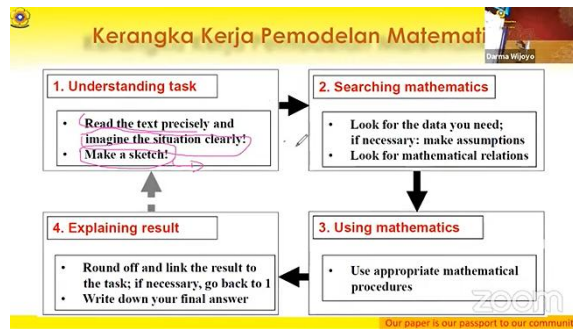 Kerangka Kerja Pemodelan Matemati
Darma Wijoyo
1. Understanding task
• Read the text precisely and
imagine the situation clearly!
• Make a sketch!
2. Searching mathematics
• Look for the data you need;
if necessary: make assumptions
• Look for mathematical relations
4. Explaining result
• Round off and link the result to
the task; if necessary, go back to 1
• Write down your final answer
3. Using mathematics
• Use appropriate mathematical
procedures
zoom
Our paper is our passport to our communit